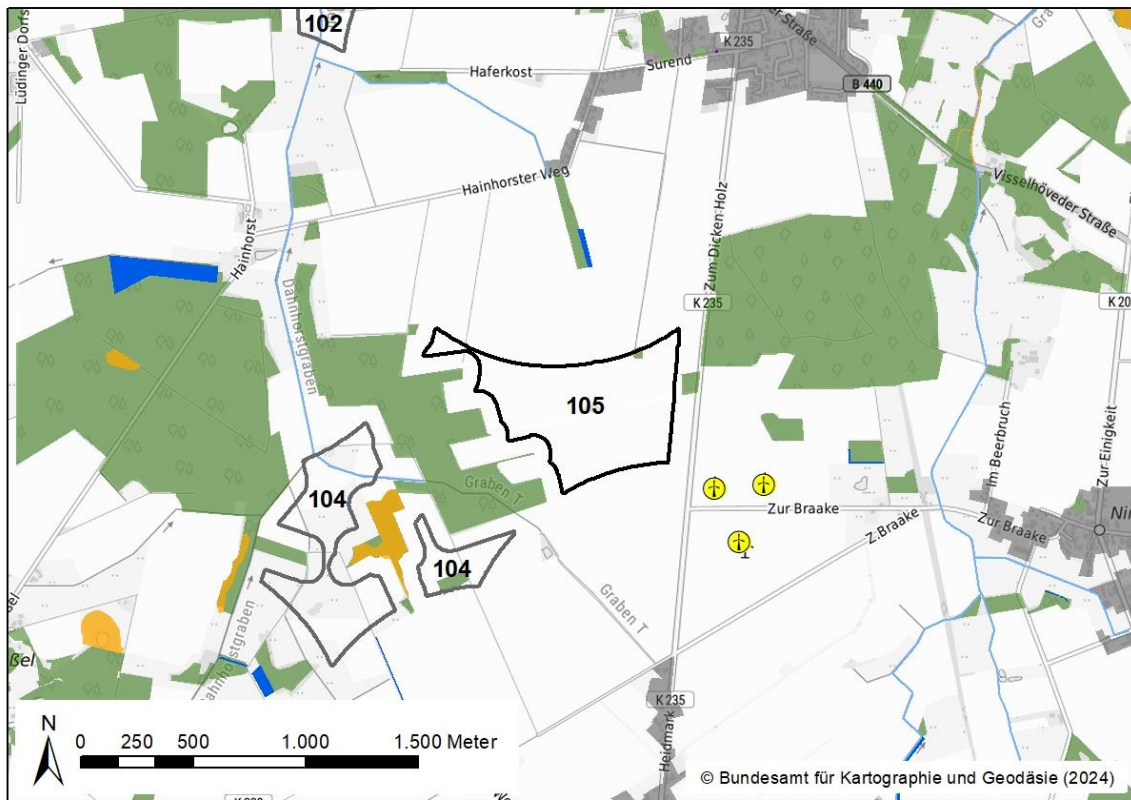 102
Lüdinger Dorfs
K 235
Surend
Haferkost
B 440
Hainhorster Weg
Visselhöveder Straße
Hainhorst
Zum Dicken Holz
K 235
K 20
Dahnhorstgraben
105
Im Beerbruch
Zur Einigkeit
104
Graben T
Zur Braake
Z.Braake
Zur Braake
104
Graben T
K 235
Heidmark
N
0 250 500 1.000 1.500 Meter
© Bundesamt für Kartographie und Geodäsie (2024)